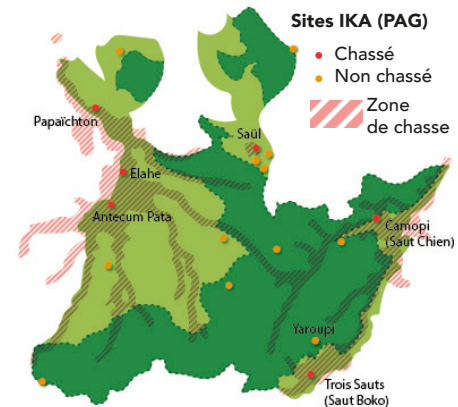 Sites IKA (PAG)
Chassé
Non chassé
Zone
de chasse
Papaïchton
Saül
Elahe
Antecum Pata
Camopi
(Saut Chien)
Yaroupi
Trois Sauts
(Saut Boko)